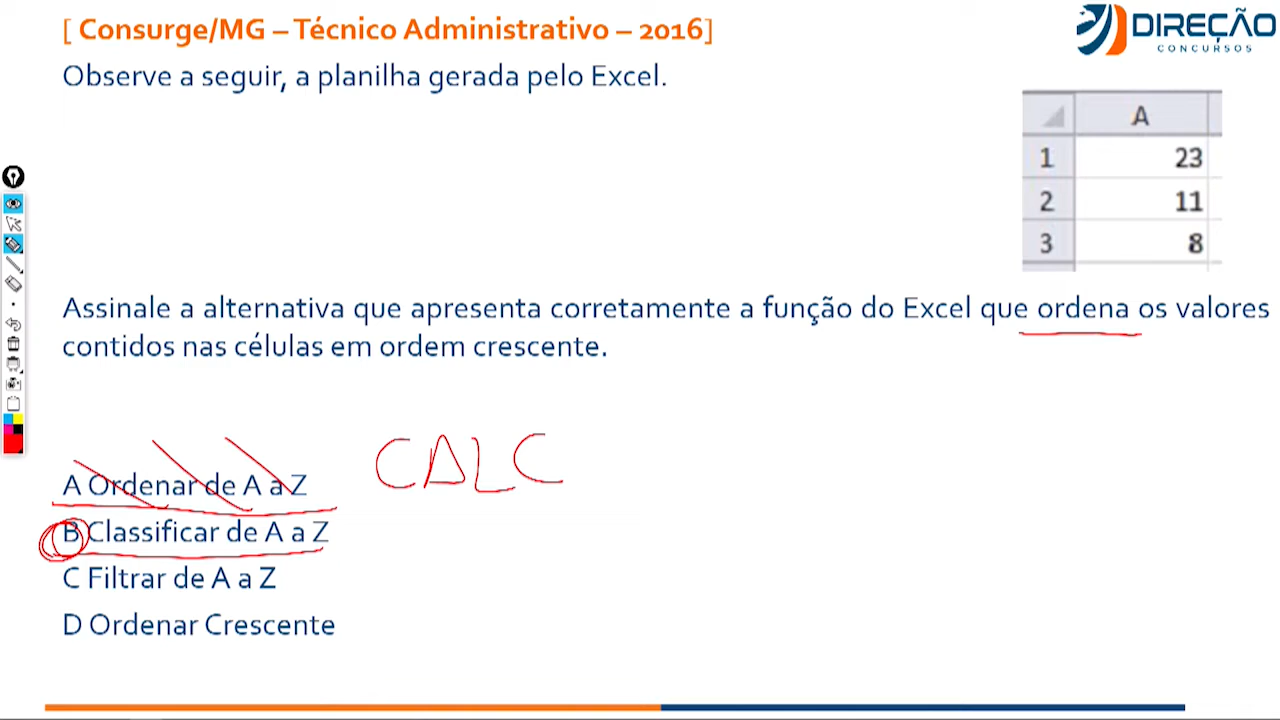 [ Consurge/MG – Técnico Administrativo – 2016]
DIREÇÃO
CONCURSOS
Observe a seguir, a planilha gerada pelo Excel.
A
1 23
2 11
3 8
Assinale a alternativa que apresenta corretamente a função do Excel que ordena os valores
contidos nas células em ordem crescente.
CALC
A Ordenar de A a Z
B Classificar de A a Z
C Filtrar de A a Z
D Ordenar Crescente